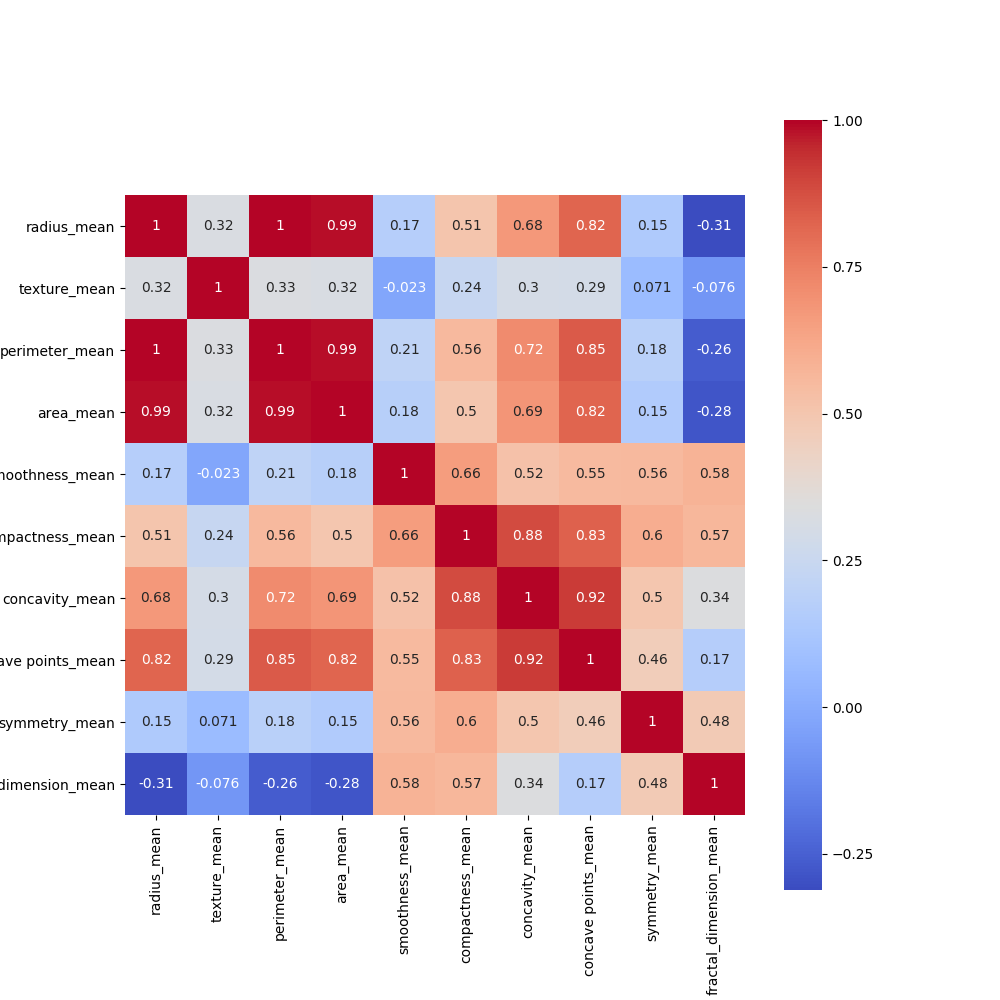 1.00
radius_mean 1 0.32 1 0.99 0.17 0.51 0.68 0.82 0.15 -0.31
0.75
texture_mean 0.32 1 0.33 0.32 -0.023 0.24 0.3 0.29 0.071 -0.076
perimeter_mean 1 0.33 1 0.99 0.21 0.56 0.72 0.85 0.18 -0.26
area_mean 0.99 0.32 0.99 1 0.18 0.5 0.69 0.82 0.15 -0.28
0.50
moothness_mean 0.17 -0.023 0.21 0.18 1 0.66 0.52 0.55 0.56 0.58
mpactness_mean 0.51 0.24 0.56 0.5 0.66 1 0.88 0.83 0.6 0.57
0.25
concavity_mean 0.68 0.3 0.72 0.69 0.52 0.88 1 0.92 0.5 0.34
ave points_mean 0.82 0.29 0.85 0.82 0.55 0.83 0.92 1 0.46 0.17
0.00
symmetry_mean 0.15 0.071 0.18 0.15 0.56 0.6 0.5 0.46 1 0.48
dimension_mean -0.31 -0.076 -0.26 -0.28 0.58 0.57 0.34 0.17 0.48 1
−0.25
radius_mean
texture_mean
perimeter_mean
area_mean
smoothness_mean
compactness_mean
concavity_mean
concave points_mean
symmetry_mean
fractal_dimension_mean